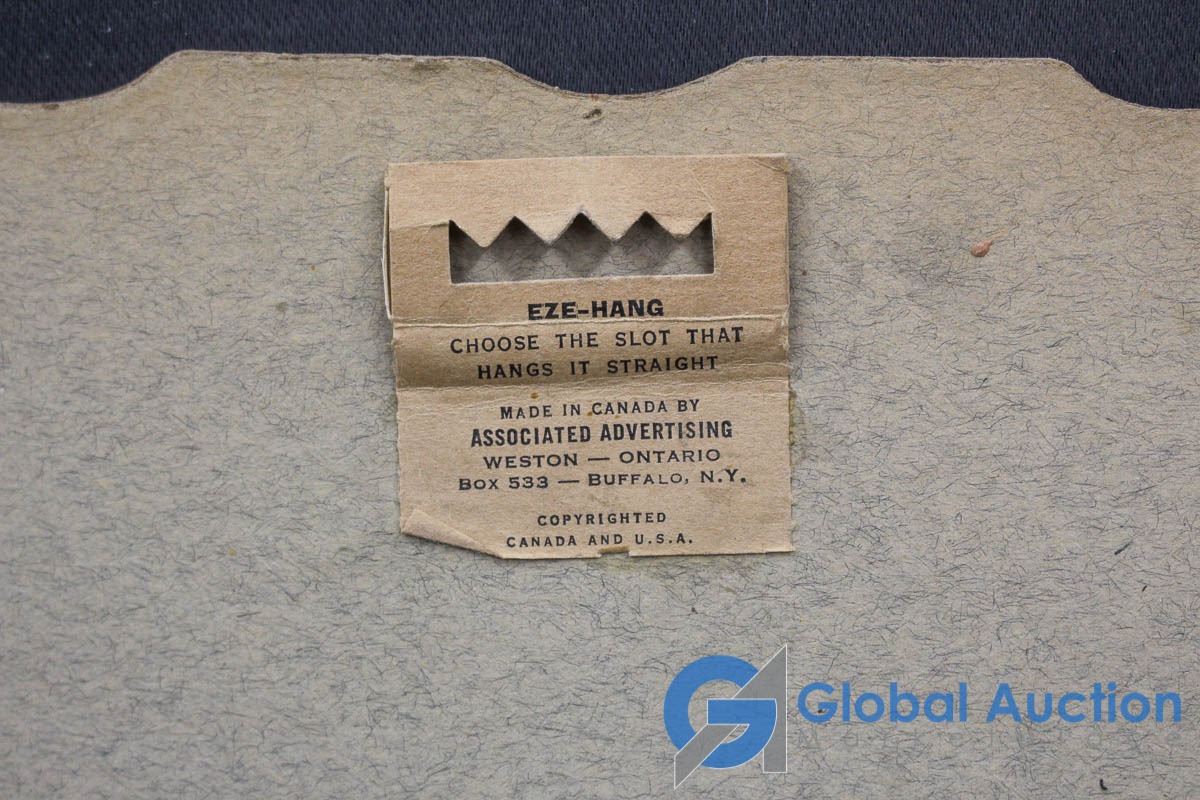 EZE-HANG
CHOOSE THE SLOT THAT
HANGS IT STRAIGHT
MADE IN CANADA BY
ASSOCIATED ADVERTISING
WESTON — ONTARIO
BOX 533 — BUFFALO, N.Y.
COPYRIGHTED
CANADA AND U.S.A.
GA Global Auction